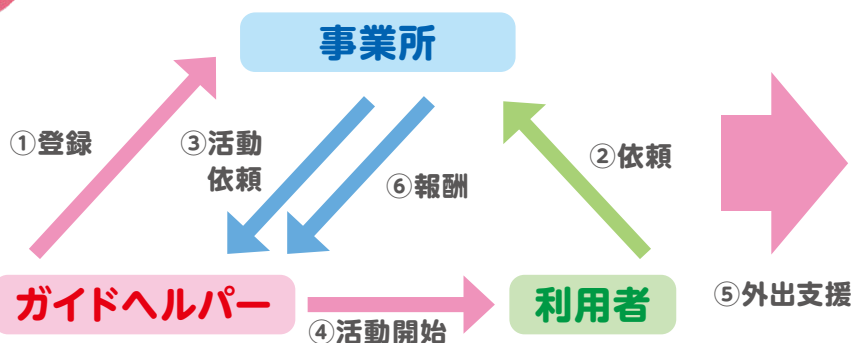 事業所
①登録
③活動
依頼
⑥報酬
②依頼
ガイドヘルパー
④活動開始
利用者
⑤外出支援